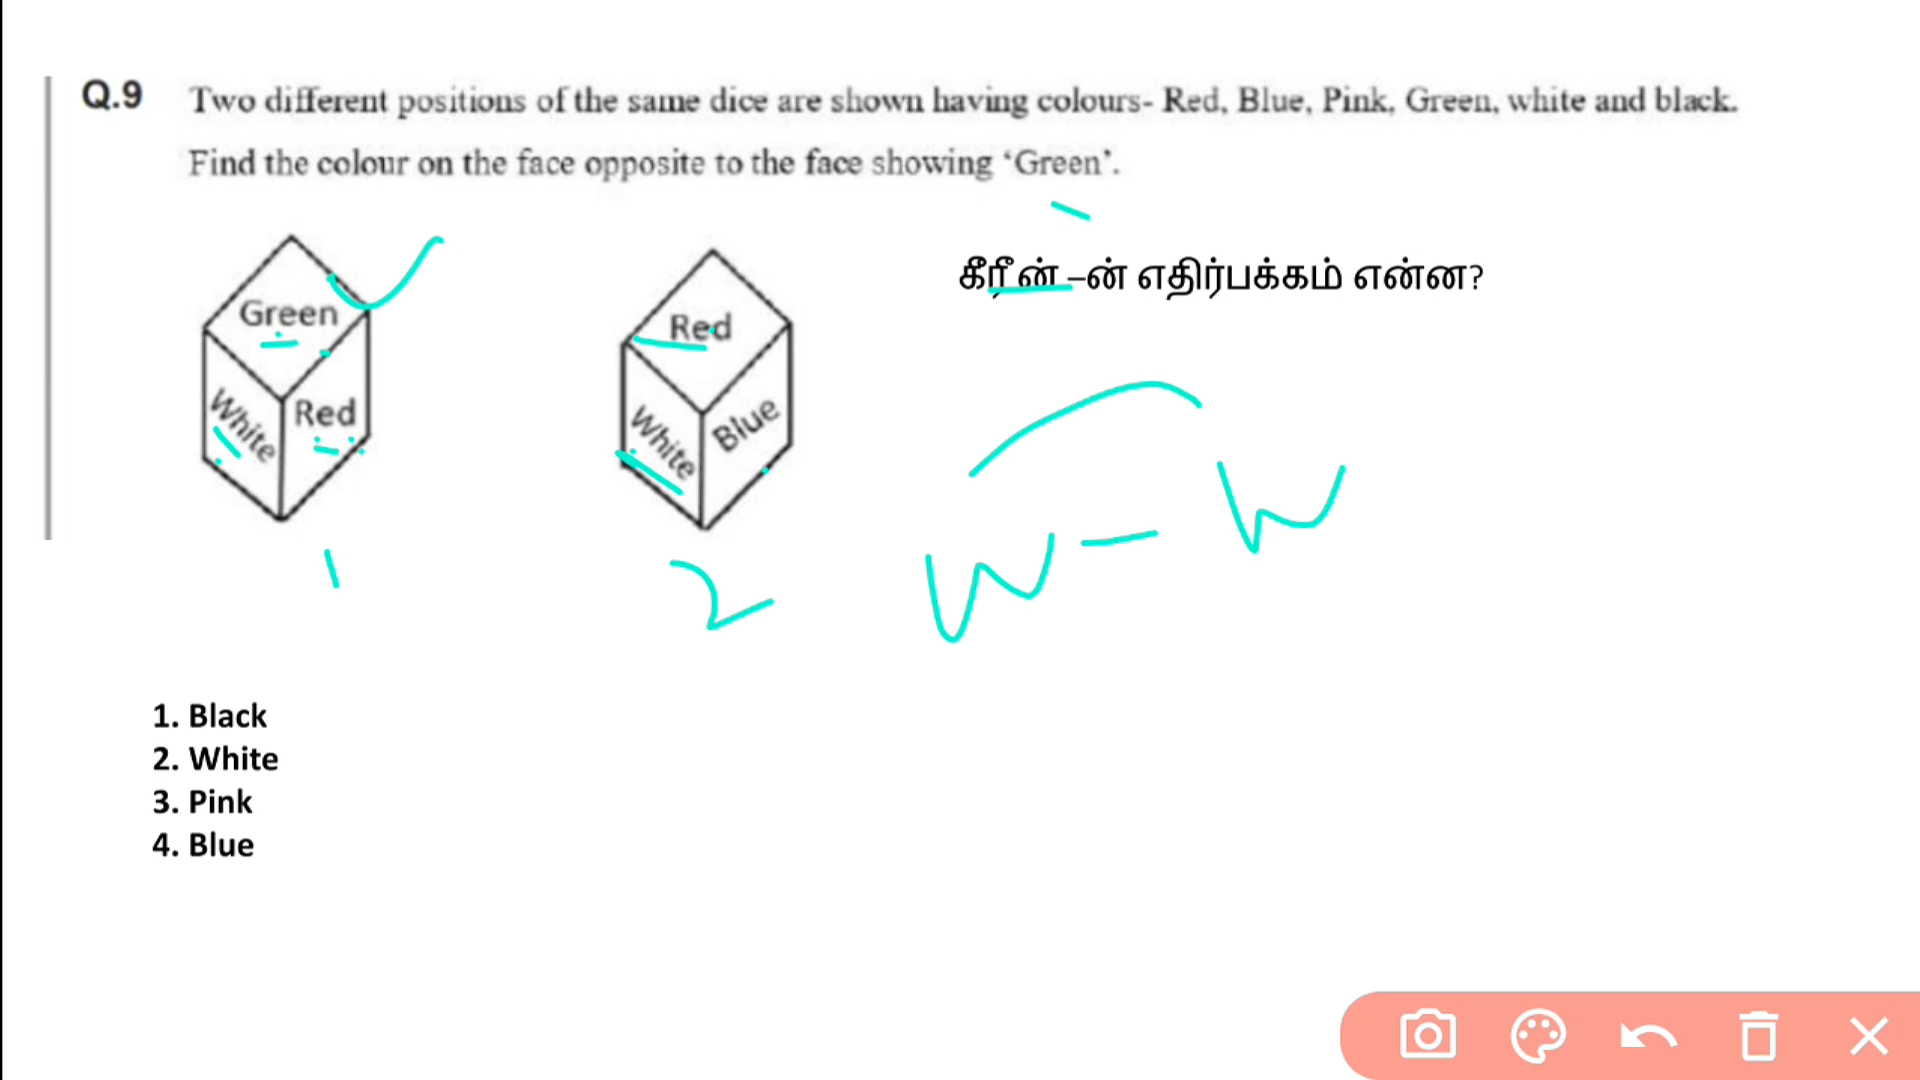 Q.9 Two different positions of the same dice are shown having colours- Red, Blue, Pink, Green, white and black.
Find the colour on the face opposite to the face showing ‘Green’.
கீரீன் –ன் எதிர்பக்கம் என்ன?
Green
White
Red
Red
White
Blue
1
2
W – W
1. Black
2. White
3. Pink
4. Blue